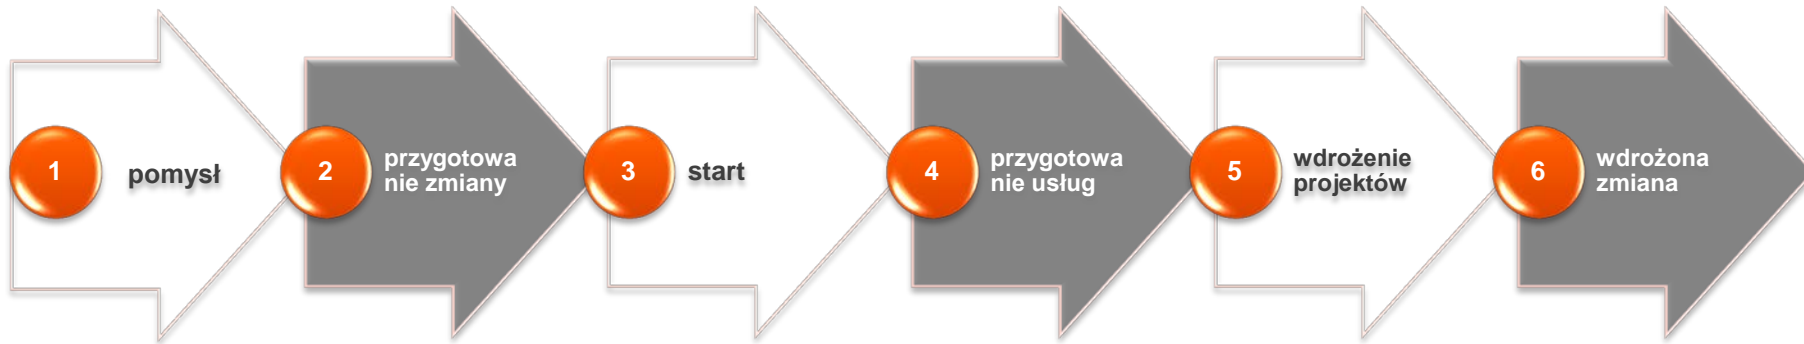 1
pomysł
2
przygotowa
nie zmiany
3
start
4
przygotowa
nie usług
5
wdrożenie
projektów
6
wdrożona
zmiana